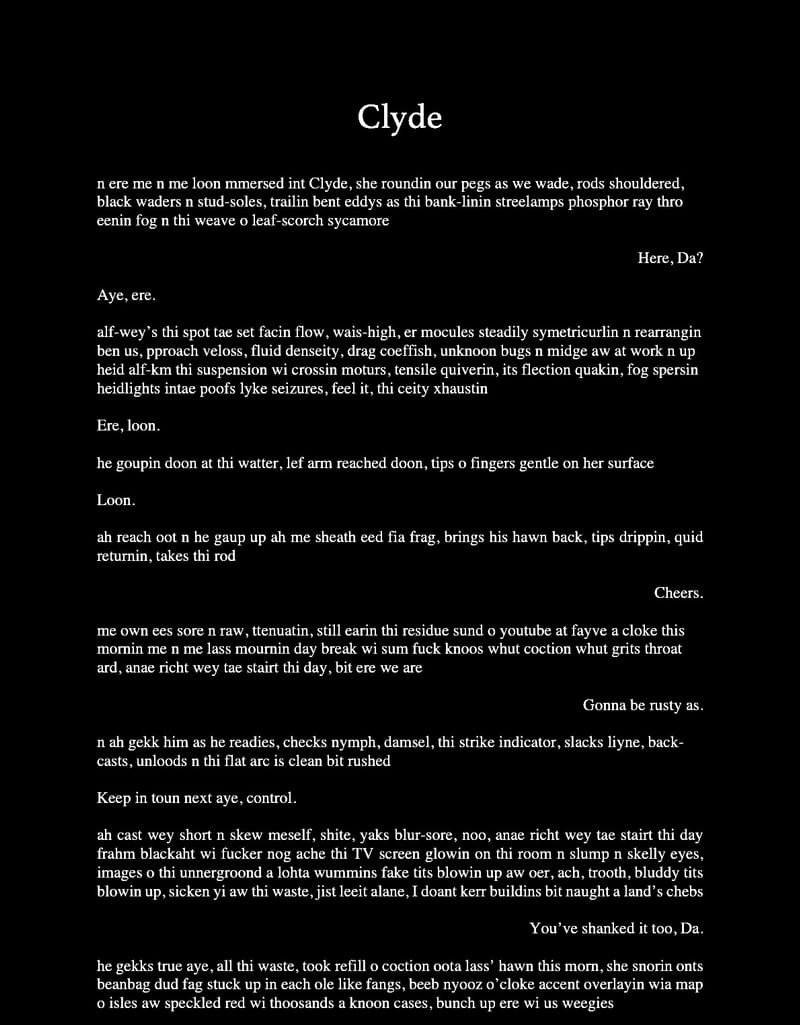 Clyde
n ere me n me loon mmersed int Clyde, she roundin our pegs as we wade, rods shouldered,
black waders n stud-soles, trailin bent eddys as thi bank-linin streelamps phosphor ray thro
eenin fog n thi weave o leaf-scorch sycamore
Here, Da?
Aye, ere.
alf-wey's thi spot tae set facin flow, wais-high, er mocules steadily symetricurlin n rearrangin
ben us, pproach veloss, fluid denseity, drag coeffish, unknoon bugs n midge aw at work n up
heid alf-km thi suspension wi crossin moturs, tensile quiverin, its flection quakin, fog spersin
heidlights intae poofs lyke seizures, feel it, thi ceity xhaustin
Ere, loon.
he goupin doon at thi watter, lef arm reached doon, tips o fingers gentle on her surface
Loon.
ah reach oot n he gaup up ah me sheath eed fia frag, brings his hawn back, tips drippin, quid
returnin, takes thi rod
Cheers.
me own ees sore n raw, ttenuatin, still earin thi residue sund o youtube at fayve a cloke this
mornin me n me lass mournin day break wi sum fuck knoos whut coction whut grits throat
ard, anae richt wey tae stairt thi day, bit ere we are
Gonna be rusty as.
n ah gekk him as he readies, checks nymph, damsel, thi strike indicator, slacks liyne, back-
casts, unloods n thi flat arc is clean bit rushed
Keep in toun next aye, control.
ah cast wey short n skew meself, shite, yaks blur-sore, noo, anae richt wey tae stairt thi day
frahm blackaht wi fucker nog ache thi TV screen glowin on thi room n slump n skelly eyes,
images o thi unnerground a lohta wummins fake tits blowin up aw oer, ach, trooth, bluddy tits
blowin up, sicken yi aw thi waste, jist leeit alane, I doant kerr buildins bit naught a land's chebs
You've shanked it too, Da.
he gekks true aye, all thi waste, took refill o coction oota lass' hawn this morn, she snorin onts
beanbag dud fag stuck up in each ole like fangs, beeb nyooz o'cloke accent overlayin wia map
o isles aw speckled red wi thoosands a knoon cases, bunch up ere wi us weegies